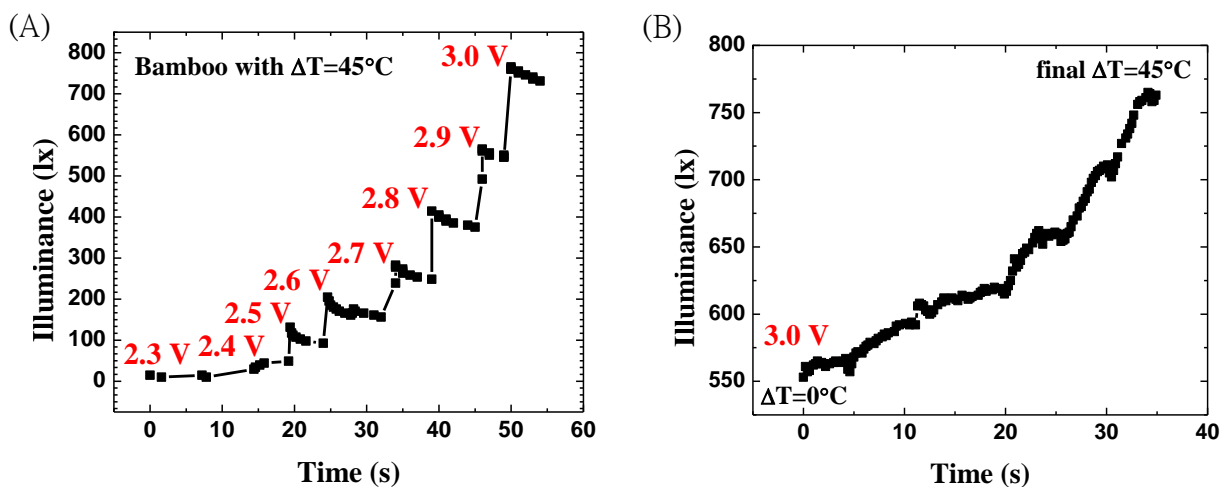 (A)
Bamboo with ΔT=45°C
2.3 V
2.4 V
2.5 V
2.6 V
2.7 V
2.8 V
2.9 V
3.0 V
800
700
600
500
400
300
200
100
0
Illuminance (lx)
0 10 20 30 40 50 60
Time (s)
(B)
final ΔT=45°C
3.0 V
ΔT=0°C
800
750
700
650
600
550
Illuminance (lx)
0 10 20 30 40
Time (s)